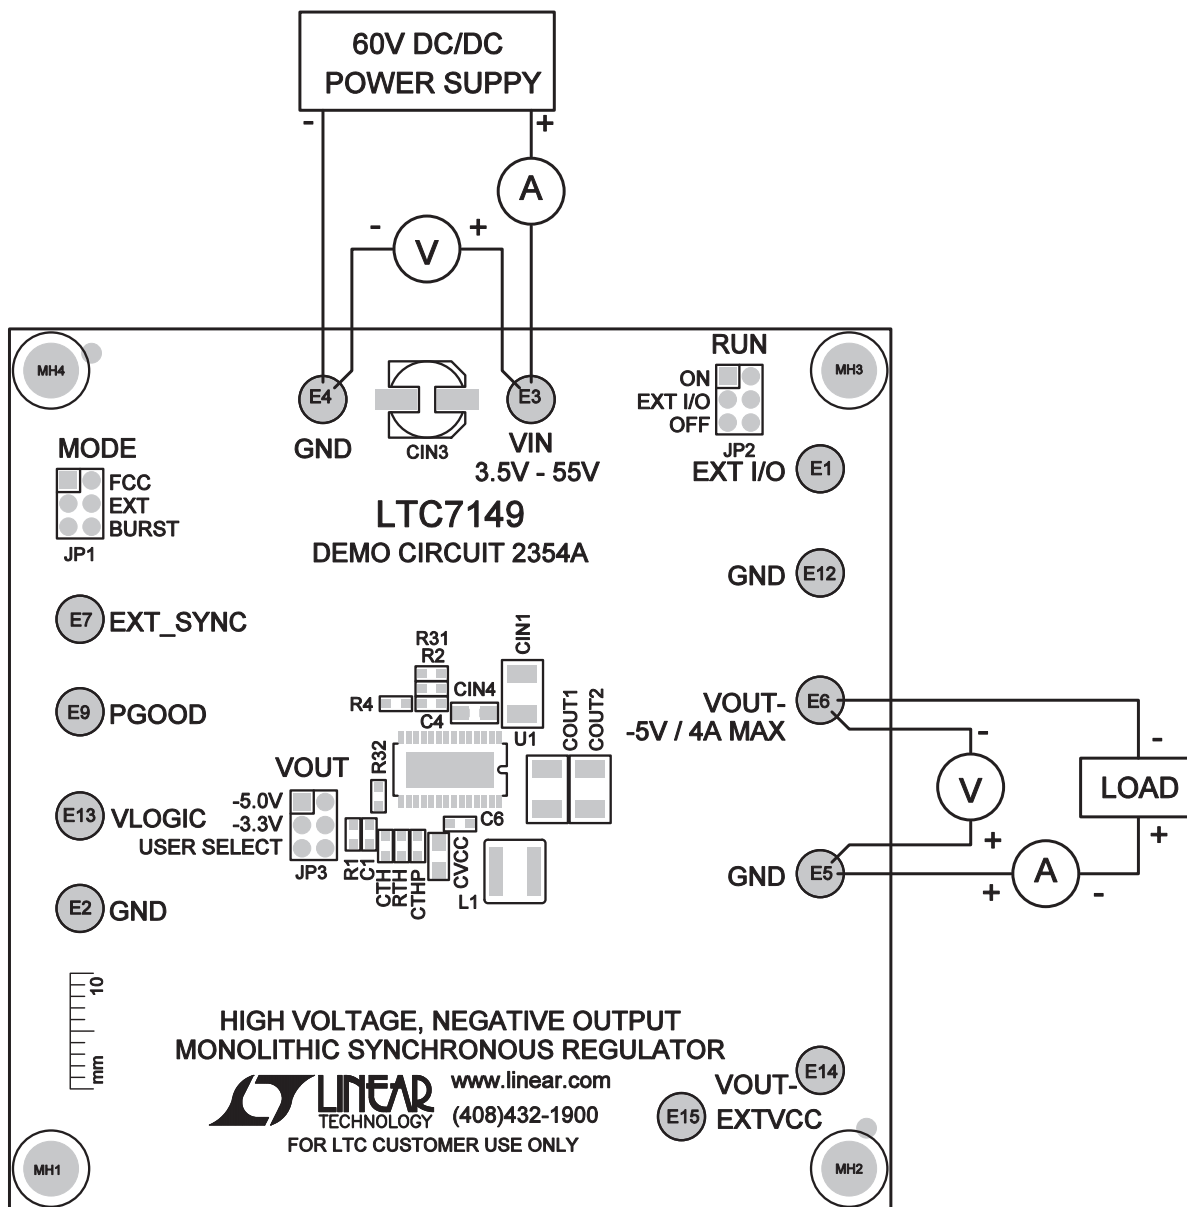 60V DC/DC
POWER SUPPY
-
+
A
-
+
V
MH4
MH3
RUN
ON
EXT I/O
OFF
JP2
E4
GND
CIN3
E3
VIN
3.5V - 55V
MODE
FCC
EXT
BURST
JP1
EXT I/O
E1
LTC7149
DEMO CIRCUIT 2354A
GND
E12
E7
EXT_SYNC
R31
R2
CIN1
R4
C4
CIN4
U1
COUT1
COUT2
E9
PGOOD
VOUT-
-5V / 4A MAX
E6
-
-
V
LOAD
+
+
VOUT
-5.0V
-3.3V
USER SELECT
JP3
R32
E13
VLOGIC
C6
R1
C1
CTH
RTH
CTHP
CVCC
L1
GND
E5
+
A
-
E2
GND
10
mm
HIGH VOLTAGE, NEGATIVE OUTPUT
MONOLITHIC SYNCHRONOUS REGULATOR
LINEAR
TECHNOLOGY
www.linear.com
(408)432-1900
FOR LTC CUSTOMER USE ONLY
VOUT-
E14
E15
EXTVCC
MH1
MH2